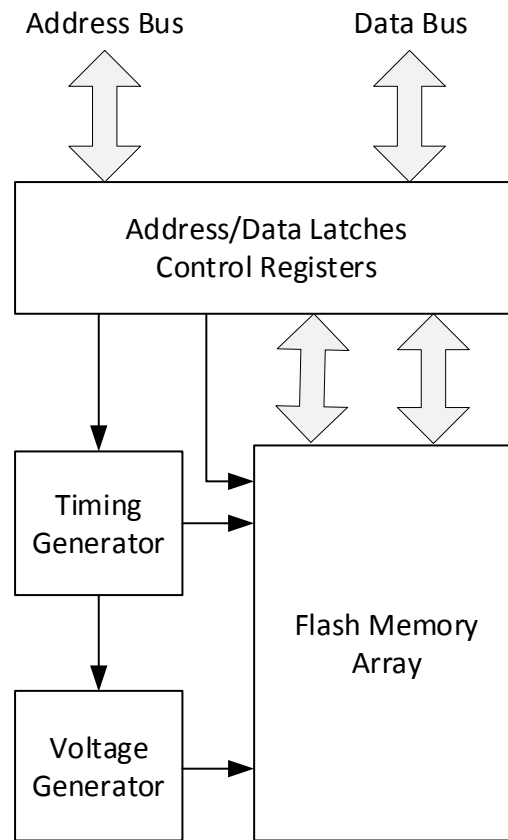 Address Bus
Data Bus
Address/Data Latches
Control Registers
Timing
Generator
Flash Memory
Array
Voltage
Generator